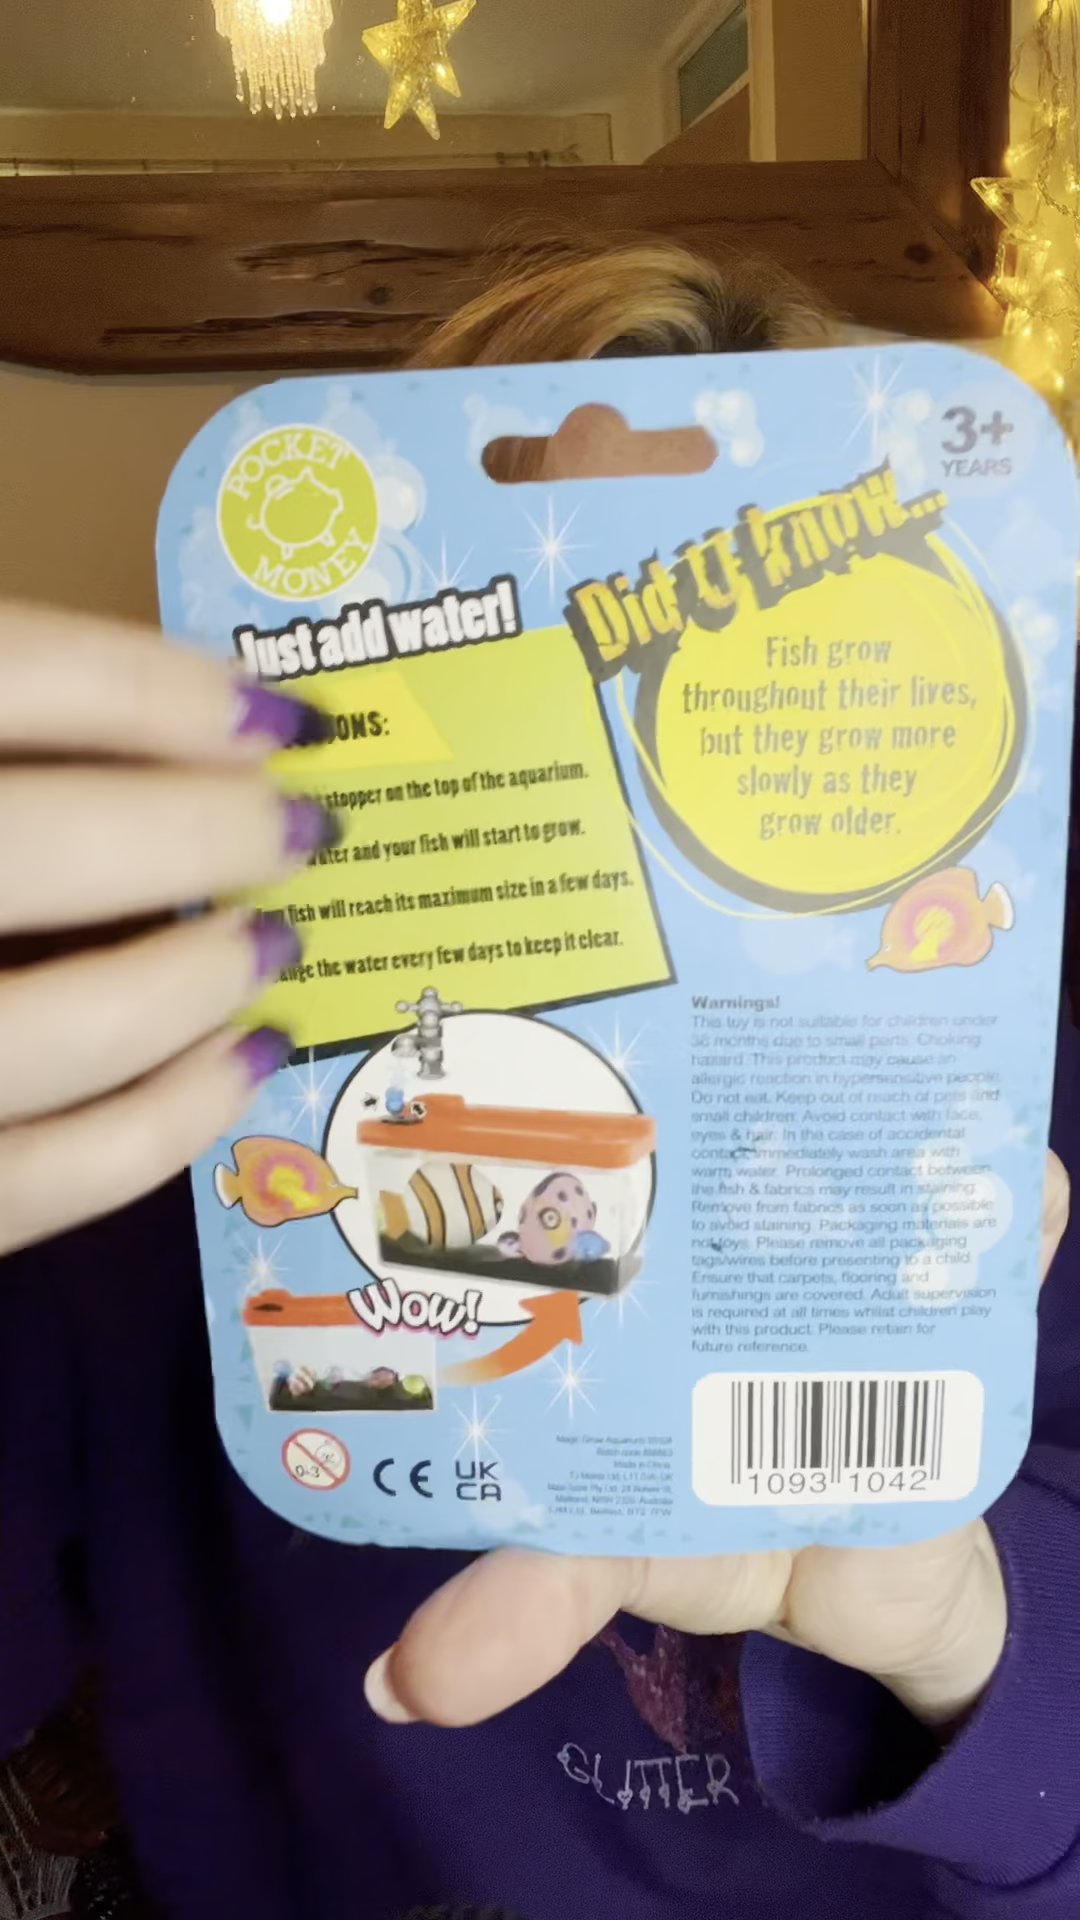 POCKET
MONEY
3+
YEARS
Just add water!
Did U know...
Fish grow
throughout their lives,
but they grow more
slowly as they
grow older.
ONS:
stopper on the top of the aquarium.
and your fish will start to grow.
fish will reach its maximum size in a few days.
the water every few days to keep it clear.
Warnings!
This toy is not suitable for children under
36 months due to small parts. Choking
hazard. This product may cause an
allergic reaction in hypersensitive people.
Do not eat. Keep out of reach of pets and
small children. Avoid contact with face,
eyes & hair. In the case of accidental
contact immediately wash area with
warm water. Prolonged contact between
the fish & fabrics may result in staining.
Remove from fabrics as soon as possible
to avoid staining. Packaging materials are
not toys. Please remove all packaging
tags/wires before presenting to a child.
Ensure that carpets, flooring and
furnishings are covered. Adult supervision
is required at all times whilst children play
with this product. Please retain for
future reference.
Wow!
0-3
CE
UK
CA
Made in China
1093 1042
GLITTER